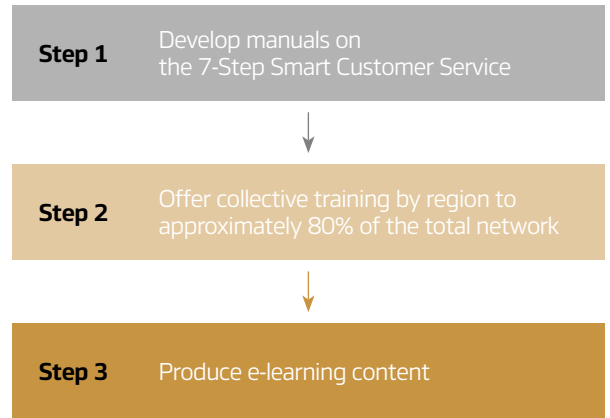 Step 1
Develop manuals on
the 7-Step Smart Customer Service
Step 2
Offer collective training by region to
approximately 80% of the total network
Step 3
Produce e-learning content